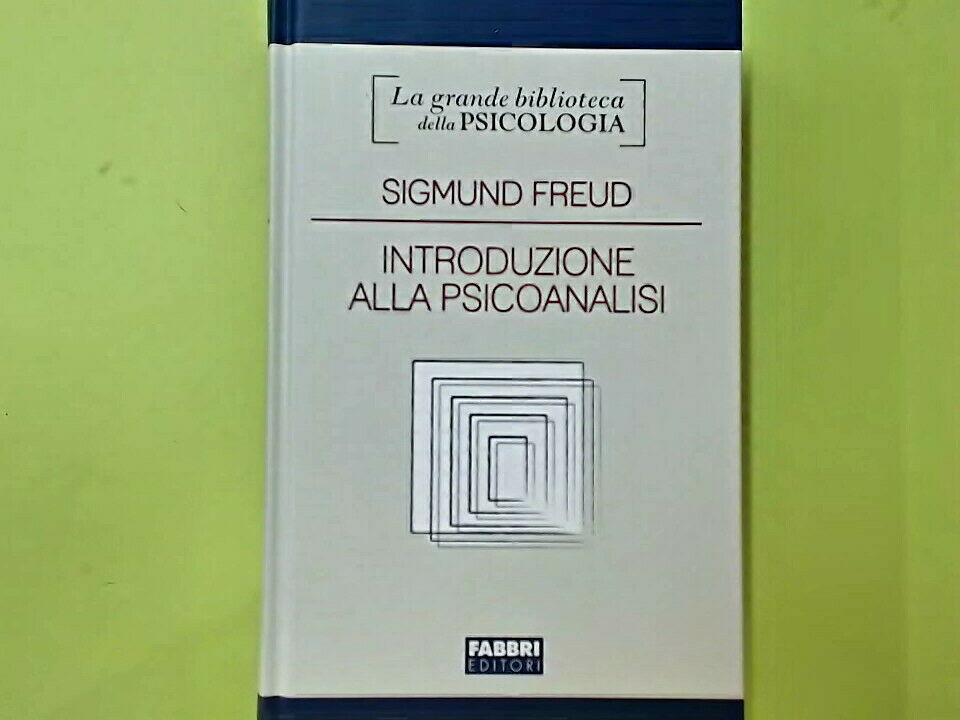 La grande biblioteca
della PSICOLOGIA
SIGMUND FREUD
INTRODUZIONE
ALLA PSICOANALISI
FABBRI
EDITORI